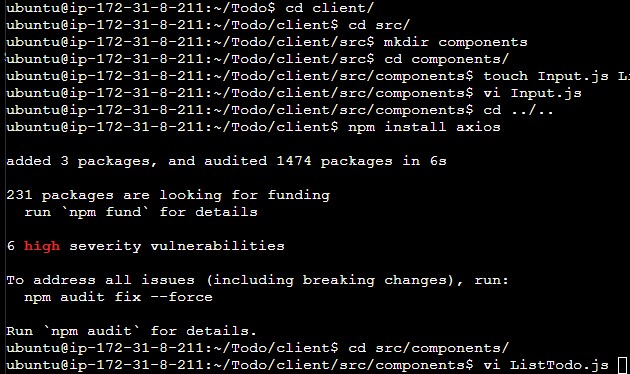 ubuntu@ip-172-31-8-211:~/Todo$ cd client/
ubuntu@ip-172-31-8-211:~/Todo/client$ cd src/
ubuntu@ip-172-31-8-211:~/Todo/client/src$ mkdir components
ubuntu@ip-172-31-8-211:~/Todo/client/src$ cd components/
ubuntu@ip-172-31-8-211:~/Todo/client/src/components$ touch Input.js
ubuntu@ip-172-31-8-211:~/Todo/client/src/components$ vi Input.js
ubuntu@ip-172-31-8-211:~/Todo/client/src/components$ cd ../..
ubuntu@ip-172-31-8-211:~/Todo/client$ npm install axios
added 3 packages, and audited 1474 packages in 6s
231 packages are looking for funding
run `npm fund` for details
6 high severity vulnerabilities
To address all issues (including breaking changes), run:
npm audit fix --force
Run `npm audit` for details.
ubuntu@ip-172-31-8-211:~/Todo/client$ cd src/components/
ubuntu@ip-172-31-8-211:~/Todo/client/src/components$ vi ListTodo.js